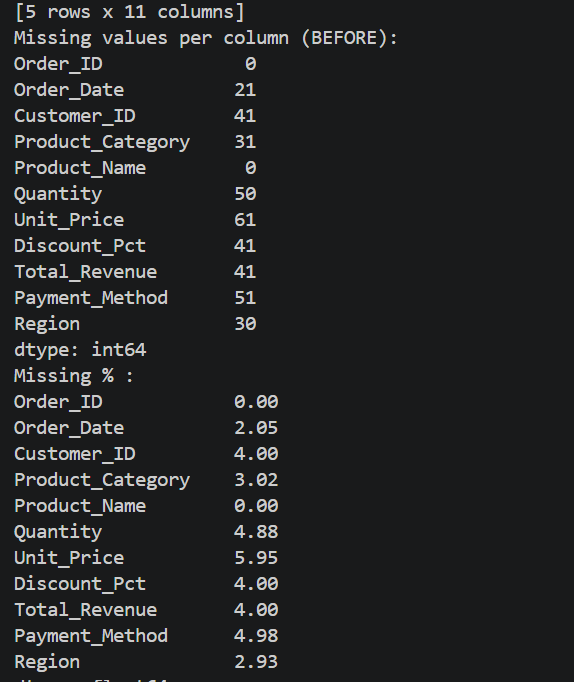 [5 rows x 11 columns]
Missing values per column (BEFORE):
Order_ID 0
Order_Date 21
Customer_ID 41
Product_Category 31
Product_Name 0
Quantity 50
Unit_Price 61
Discount_Pct 41
Total_Revenue 41
Payment_Method 51
Region 30
dtype: int64
Missing % :
Order_ID 0.00
Order_Date 2.05
Customer_ID 4.00
Product_Category 3.02
Product_Name 0.00
Quantity 4.88
Unit_Price 5.95
Discount_Pct 4.00
Total_Revenue 4.00
Payment_Method 4.98
Region 2.93